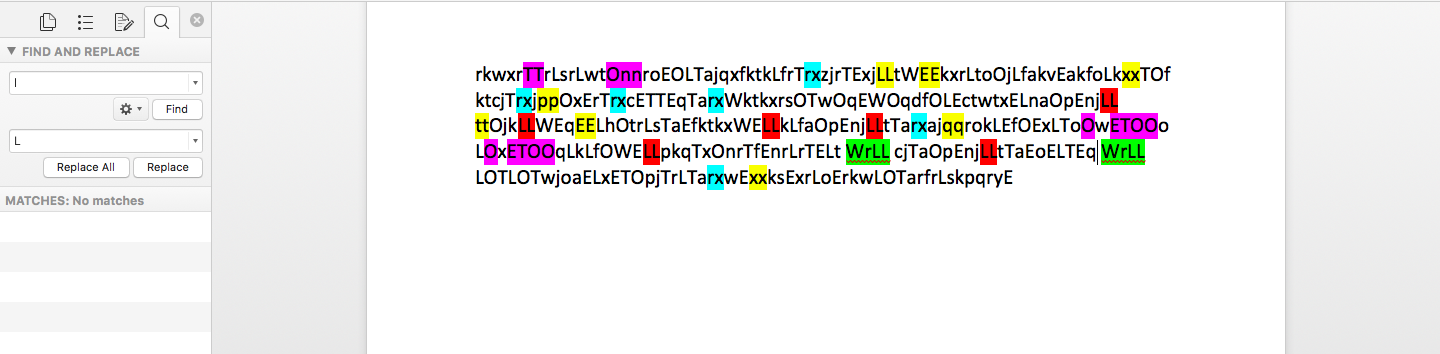 FIND AND REPLACE
l
Find
L
Replace All
Replace
MATCHES: No matches
rkwxrTTrLsrLwtOnnroEOLTajqxfktkLfrTrxzjrTExjLLtWEEkxrLtoOjLfakvEakfoLkxxTOf
ktcjTrxjppOxErTrxcETTEqTarxWktkxrsOTwOqEWOqdfOLEctwtxELnaOpEnjLL
ttOjkLLWEqEELhOtrLsTaEfktkxWELLkLfaOpEnjLLtTarxajqqrokLEfOExLToOwETOOo
LOxETOOqLkLfOWELLpkqTxOnrTfEnrLrTELt WrLL cjTaOpEnjLLtTaEoELTEq WrLL
LOTLOTwjoaELxETOpjTrLTarxwExxksExrLoErkwLOTarfrLskpqryE